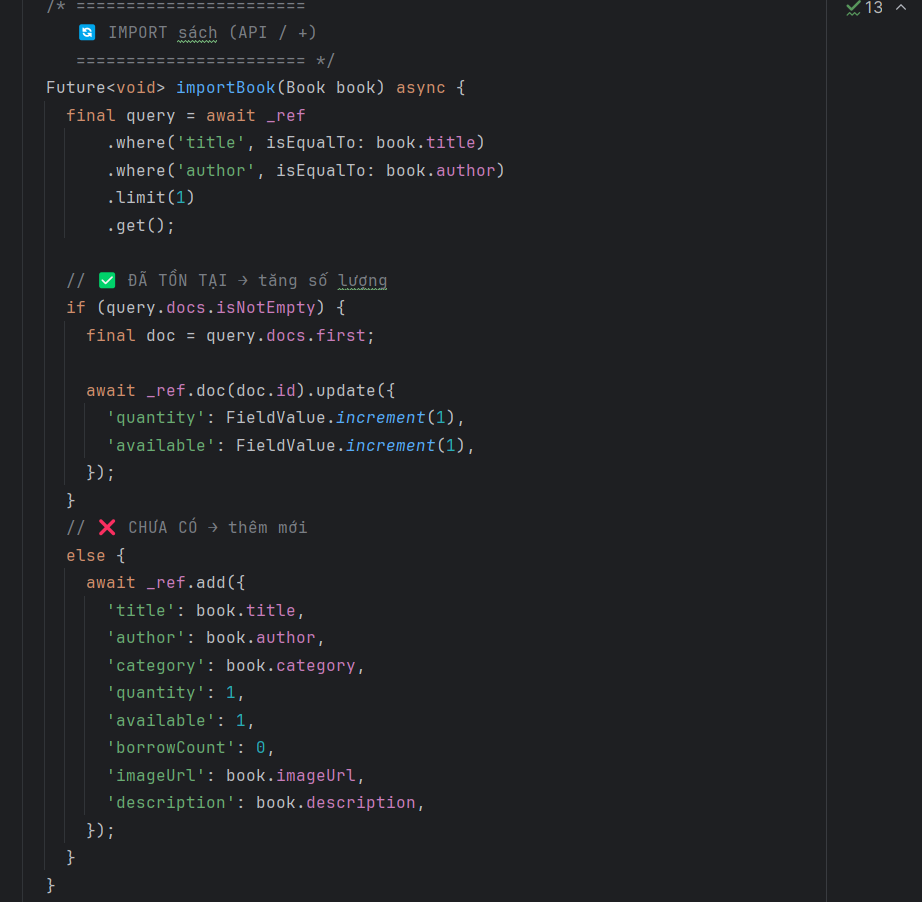 /* =======================
🔄 IMPORT sách (API / +)
======================= */
Future<void> importBook(Book book) async {
final query = await _ref
.where('title', isEqualTo: book.title)
.where('author', isEqualTo: book.author)
.limit(1)
.get();
// ✅ ĐÃ TỒN TẠI → tăng số lượng
if (query.docs.isNotEmpty) {
final doc = query.docs.first;
await _ref.doc(doc.id).update({
'quantity': FieldValue.increment(1),
'available': FieldValue.increment(1),
});
}
// ❌ CHƯA CÓ → thêm mới
else {
await _ref.add({
'title': book.title,
'author': book.author,
'category': book.category,
'quantity': 1,
'available': 1,
'borrowCount': 0,
'imageUrl': book.imageUrl,
'description': book.description,
});
}
}
13